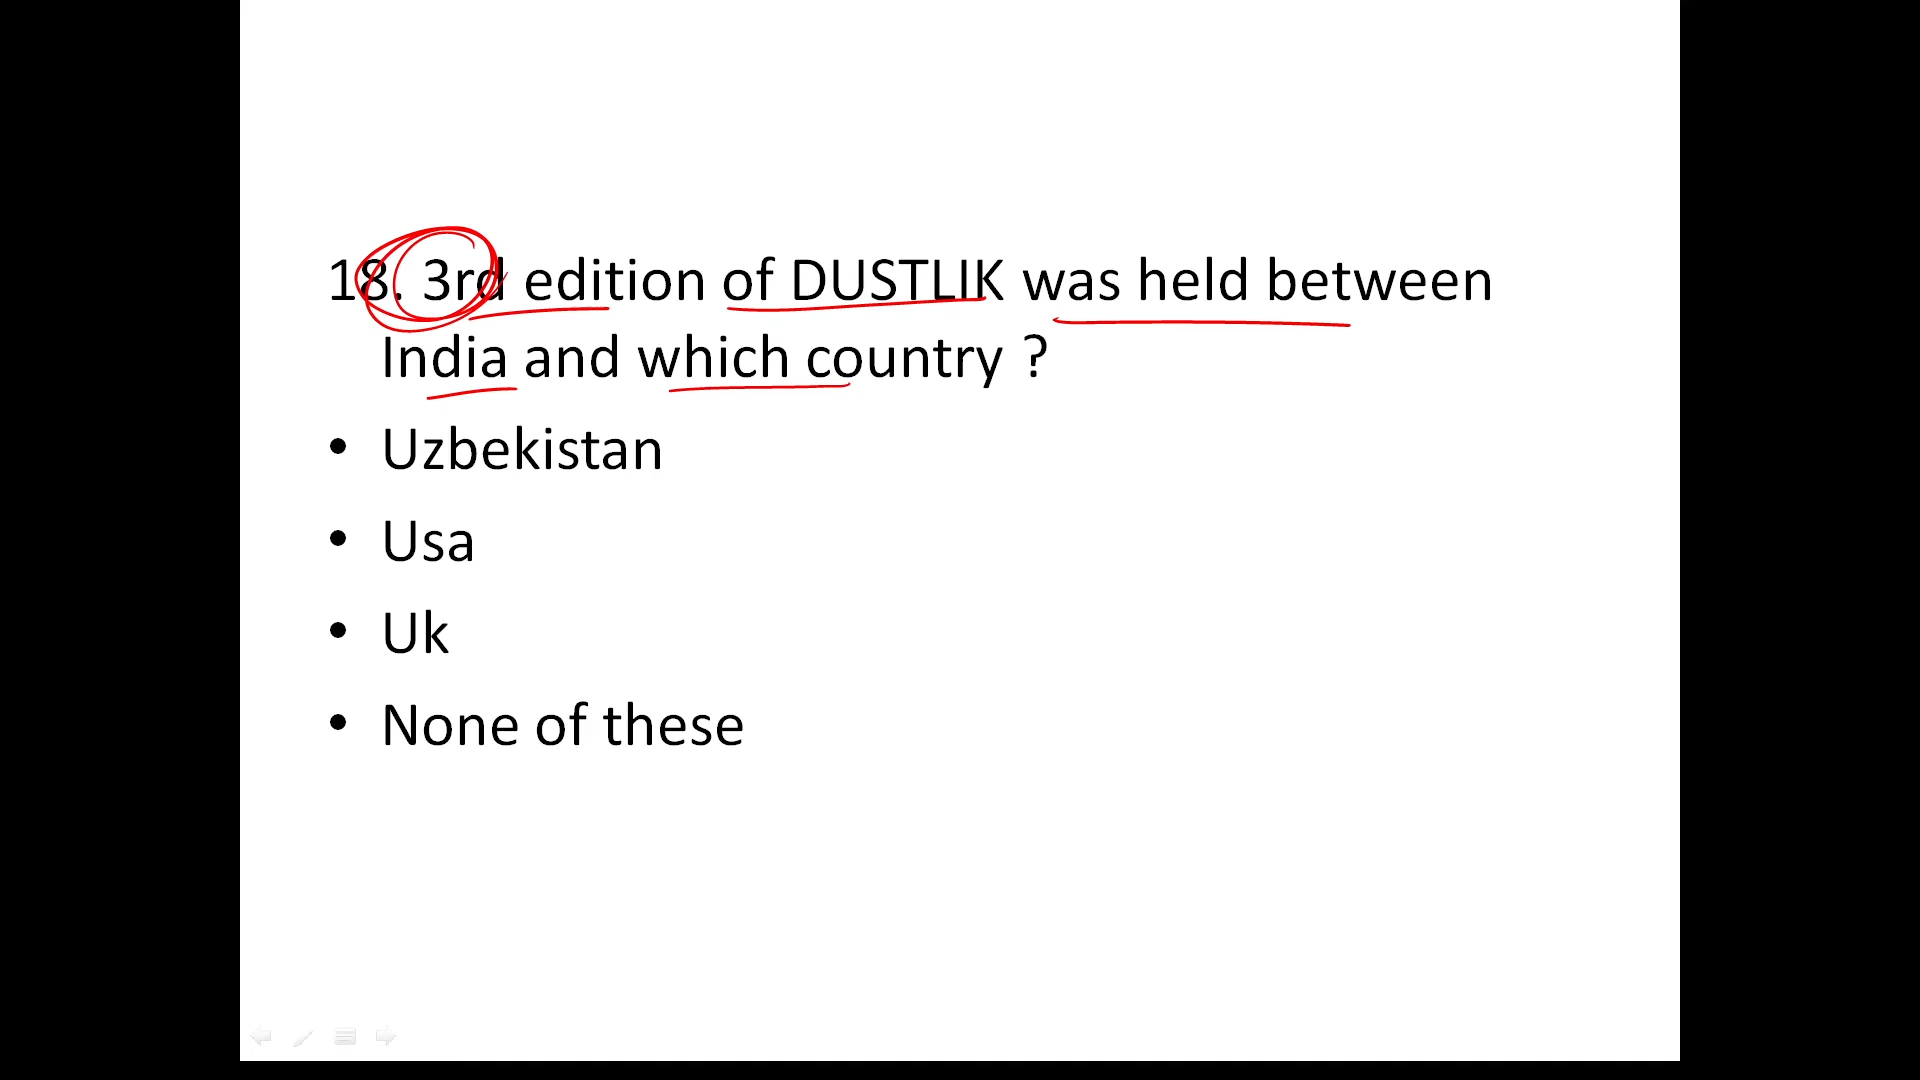 18. 3rd edition of DUSTLIK was held between
India and which country ?
• Uzbekistan
• Usa
• Uk
• None of these